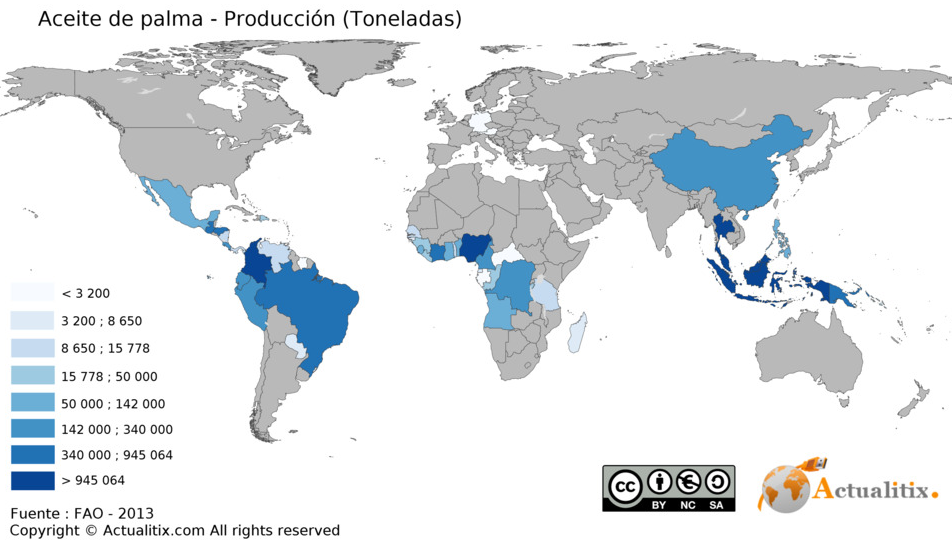 Aceite de palma - Producción (Toneladas)
< 3 200
3 200 ; 8 650
8 650 ; 15 778
15 778 ; 50 000
50 000 ; 142 000
142 000 ; 340 000
340 000 ; 945 064
> 945 064
Fuente : FAO - 2013
Copyright © Actualitix.com All rights reserved
cc
BY NC SA
Actualitix.